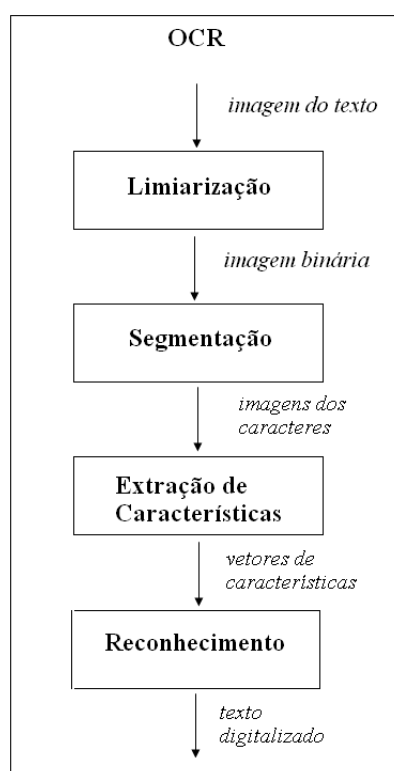 OCR
imagem do texto
Limiarização
imagem binária
Segmentação
imagens dos
caracteres
Extração de
Características
vetores de
características
Reconhecimento
texto
digitalizado